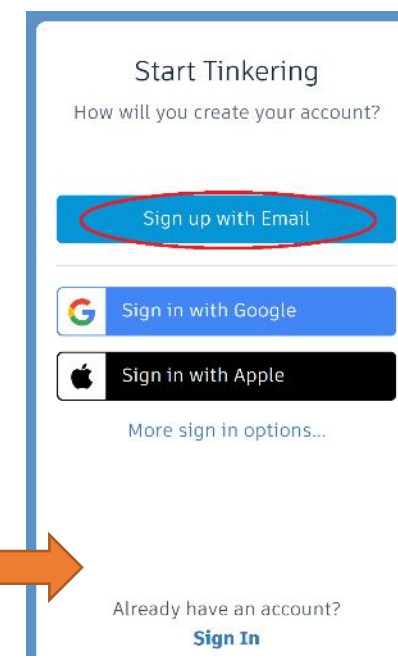 Start Tinkering
How will you create your account?
Sign up with Email
Sign in with Google
Sign in with Apple
More sign in options...
Already have an account?
Sign In